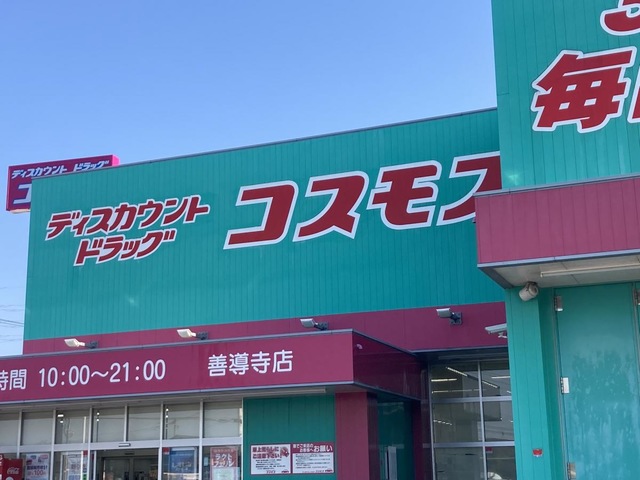 ディスカウント ドラッグ
コ
毎
ディスカウント
ドラッグ
コスモス
時間 10:00〜21:00 善導寺店